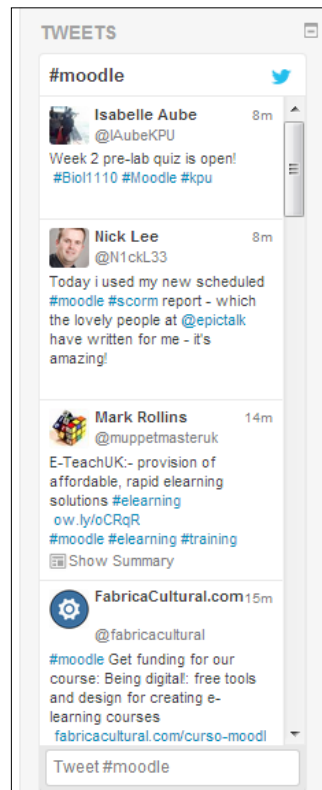 TWEETS
#moodle
Isabelle Aube 8m
@IAubeKPU
Week 2 pre-lab quiz is open!
#Biol1110 #Moodle #kpu
Nick Lee 8m
@N1ckL33
Today i used my new scheduled
#moodle #scorm report - which
the lovely people at @epictalk
have written for me - it's
amazing!
Mark Rollins 14m
@muppetmasteruk
E-TeachUK:- provision of
affordable, rapid elearning
solutions #elearning
ow.ly/oCRqR
#moodle #elearning #training
Show Summary
FabricaCultural.com 15m
@fabricacultural
#moodle Get funding for our
course: Being digital!: free tools
and design for creating e-
learning courses
fabricacultural.com/curso-moodl
Tweet #moodle